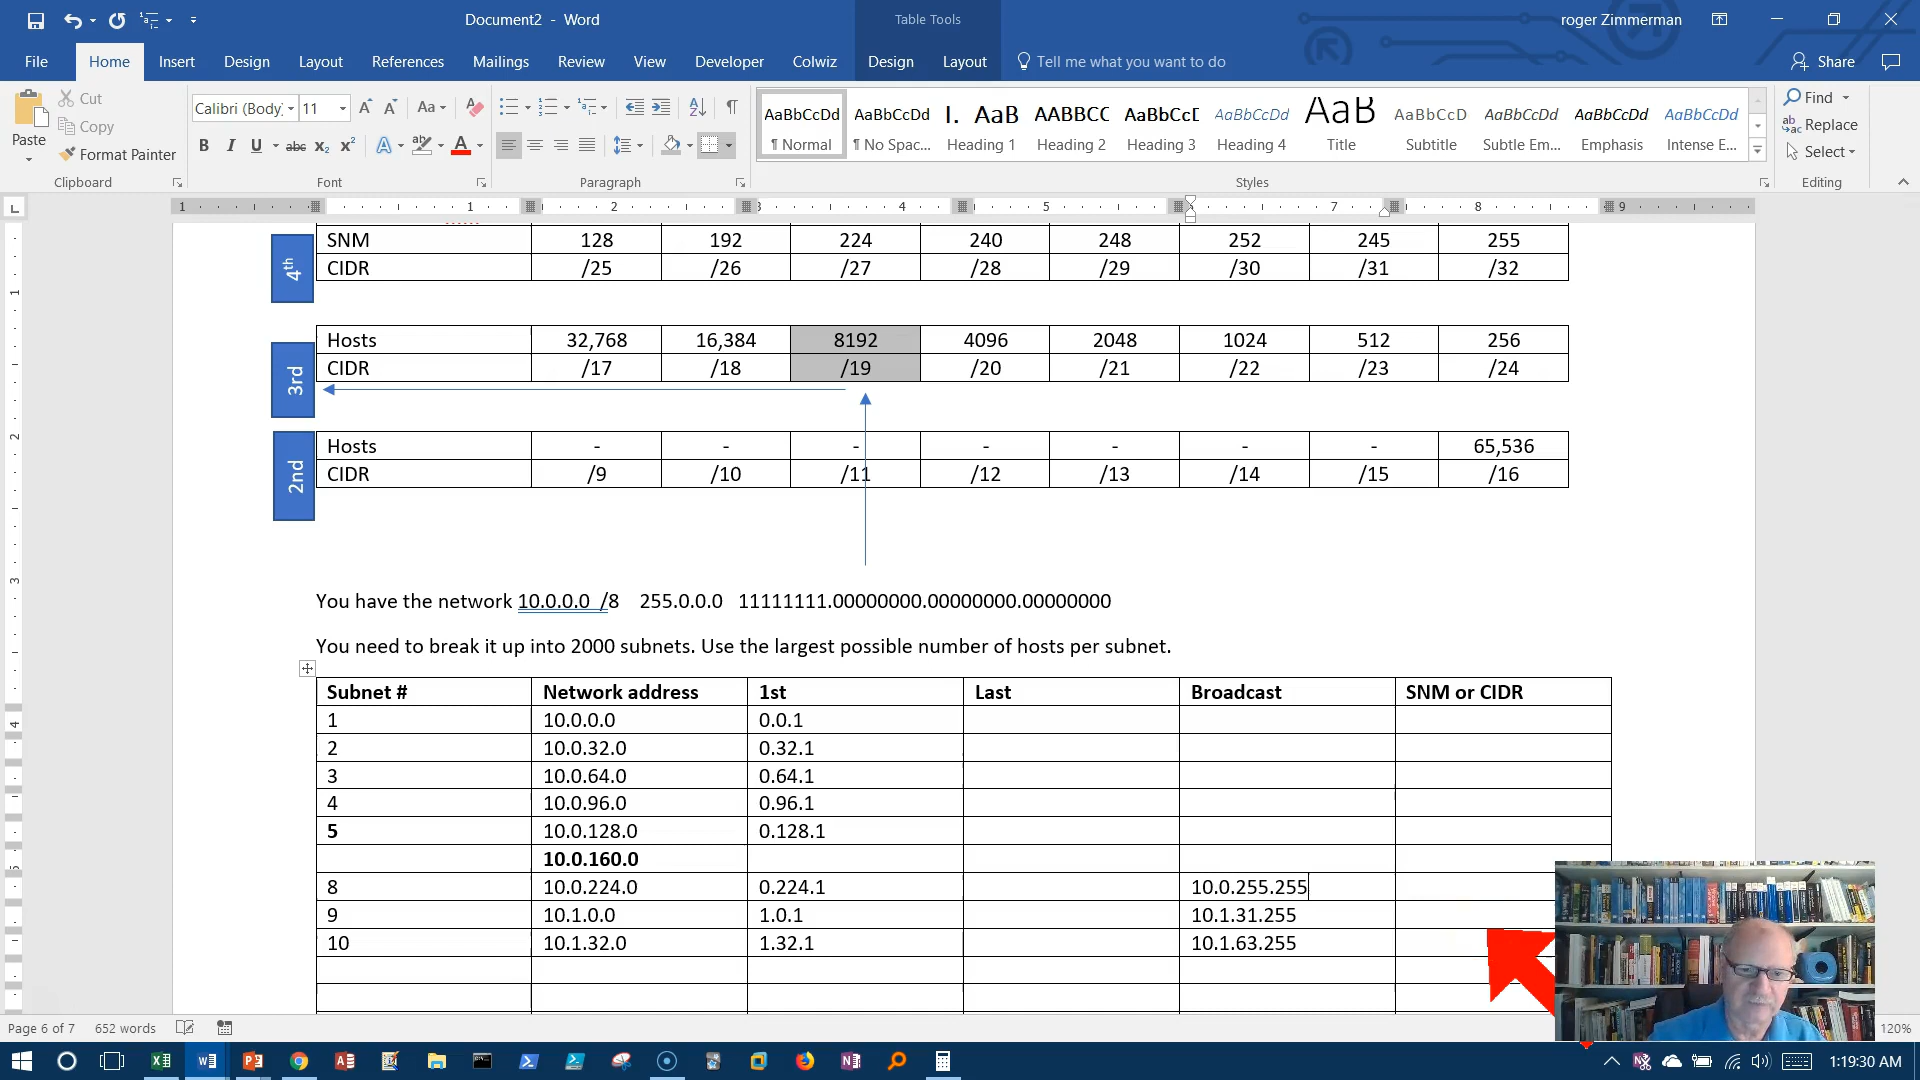 Document2 - Word
Table Tools
roger Zimmerman
File Home Insert Design Layout References Mailings Review View Developer Colwiz Design Layout Tell me what you want to do Share
Paste
Cut
Copy
Format Painter
Clipboard
Calibri (Body) 11
Font
Paragraph
AaBbCcDd AaBbCcDd I. AaB AABBCC AaBbCcD AaBbCcDd AaB AaBbCcD AaBbCcDd AaBbCcDd AaBbCcDd
¶ Normal ¶ No Spac... Heading 1 Heading 2 Heading 3 Heading 4 Title Subtitle Subtle Em... Emphasis Intense E...
Styles
Find
Replace
Select
Editing
1 1 2 3 4 5 7 8 9
4th
SNM 128 192 224 240 248 252 245 255
CIDR /25 /26 /27 /28 /29 /30 /31 /32
3rd
Hosts 32,768 16,384 8192 4096 2048 1024 512 256
CIDR /17 /18 /19 /20 /21 /22 /23 /24
2nd
Hosts - - - - - - - 65,536
CIDR /9 /10 /11 /12 /13 /14 /15 /16
You have the network 10.0.0.0 /8 255.0.0.0 11111111.00000000.00000000.00000000
You need to break it up into 2000 subnets. Use the largest possible number of hosts per subnet.
Subnet # Network address 1st Last Broadcast SNM or CIDR
1 10.0.0.0 0.0.1
2 10.0.32.0 0.32.1
3 10.0.64.0 0.64.1
4 10.0.96.0 0.96.1
5 10.0.128.0 0.128.1
10.0.160.0
8 10.0.224.0 0.224.1 10.0.255.255
9 10.1.0.0 1.0.1 10.1.31.255
10 10.1.32.0 1.32.1 10.1.63.255
Page 6 of 7 652 words
120%
1:19:30 AM